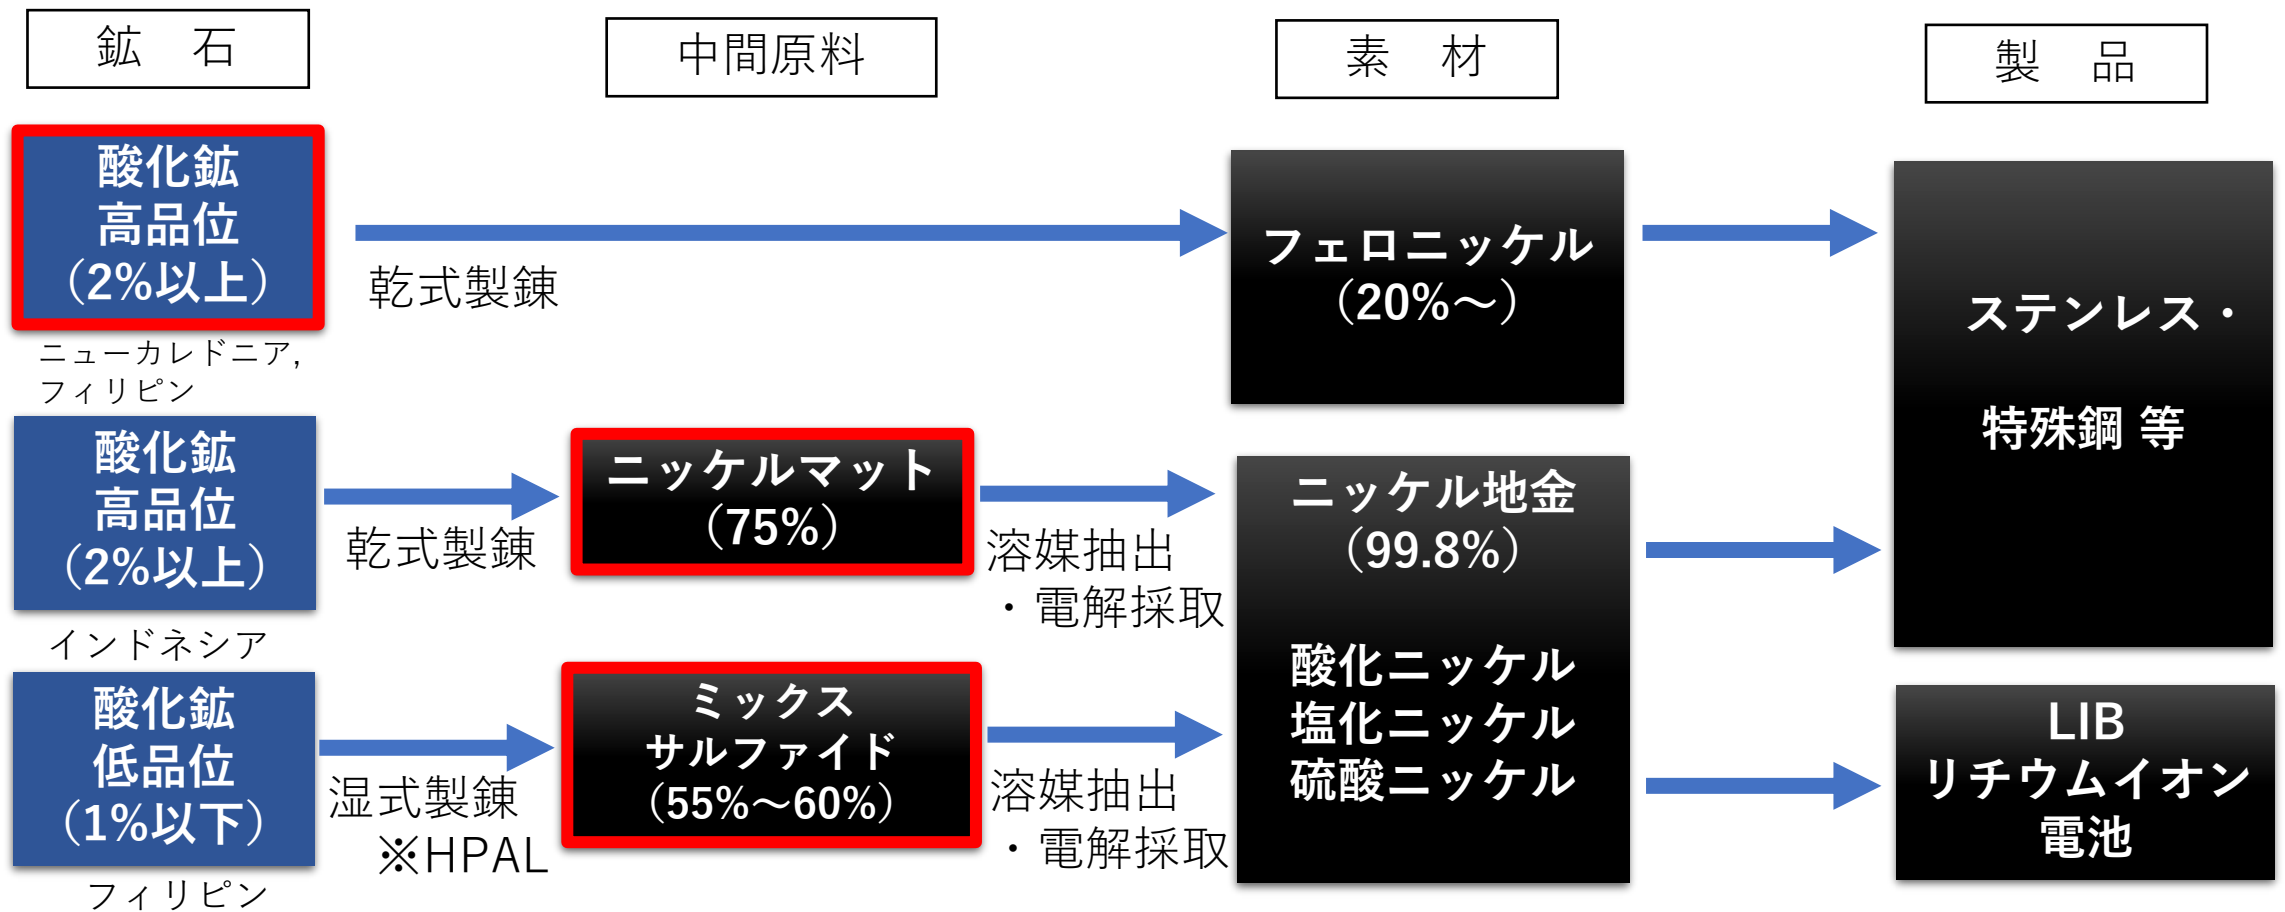 鉱　石
中間原料
素　材
製　品
酸化鉱
高品位
（2%以上）
ニューカレドニア,
フィリピン
乾式製錬
フェロニッケル
（20%～）
ステンレス・
特殊鋼 等
酸化鉱
高品位
（2%以上）
インドネシア
乾式製錬
ニッケルマット
（75%）
溶媒抽出
・電解採取
ニッケル地金
（99.8%）
酸化ニッケル
塩化ニッケル
硫酸ニッケル
酸化鉱
低品位
（1%以下）
フィリピン
湿式製錬
※HPAL
ミックス
サルファイド
（55%～60%）
溶媒抽出
・電解採取
LIB
リチウムイオン
電池